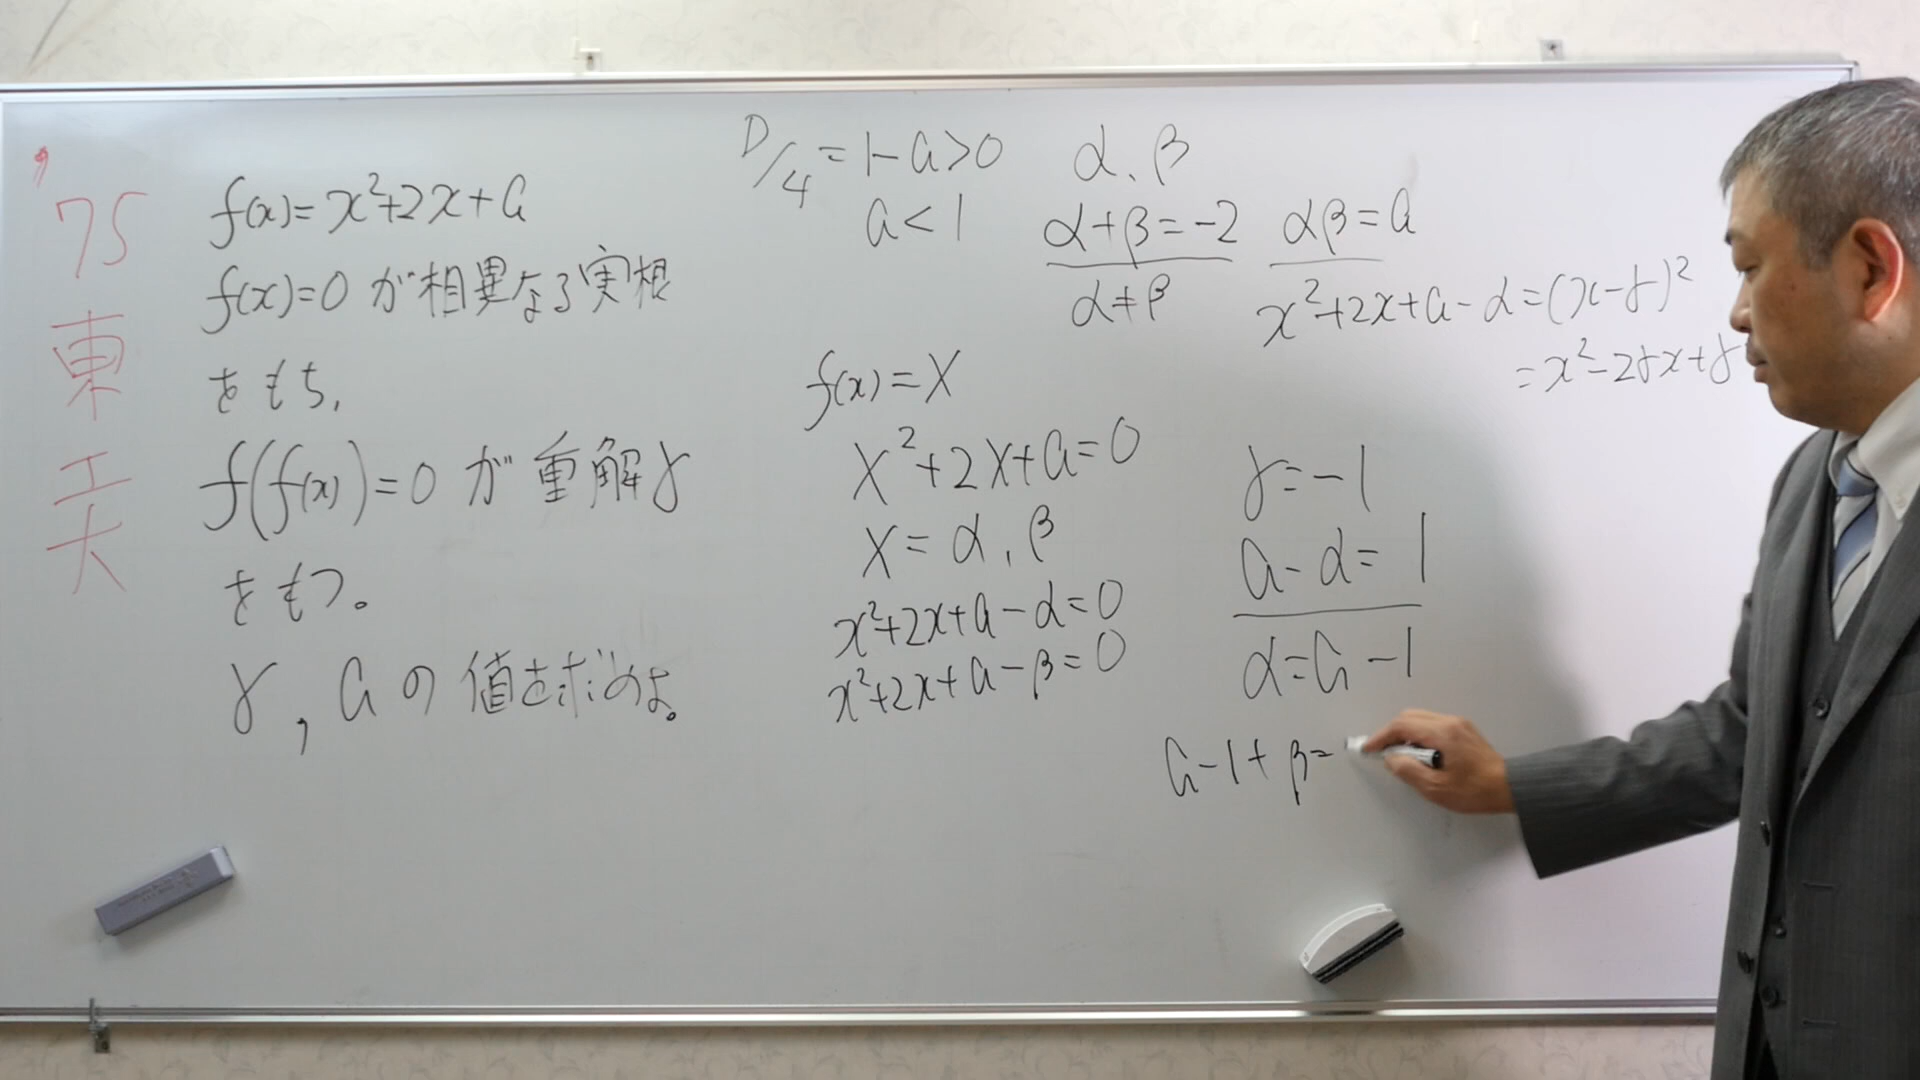 '75 東工大
f(x)=x²+2x+a
f(x)=0 が相異なる実根
をもち,
f(f(x))=0 が重解γ
をもつ。
γ, aの値を求めよ。
D/4=1-a>0
a<1
α、β
α+β=-2 αβ=a
α≠β
f(x)=X
X²+2X+a=0
X=α、β
x²+2x+a-α=0
x²+2x+a-β=0
x²+2x+a-α=(x-γ)²
=x²-2γx+γ
γ=-1
a-α=1
α=a-1
a-1+β=